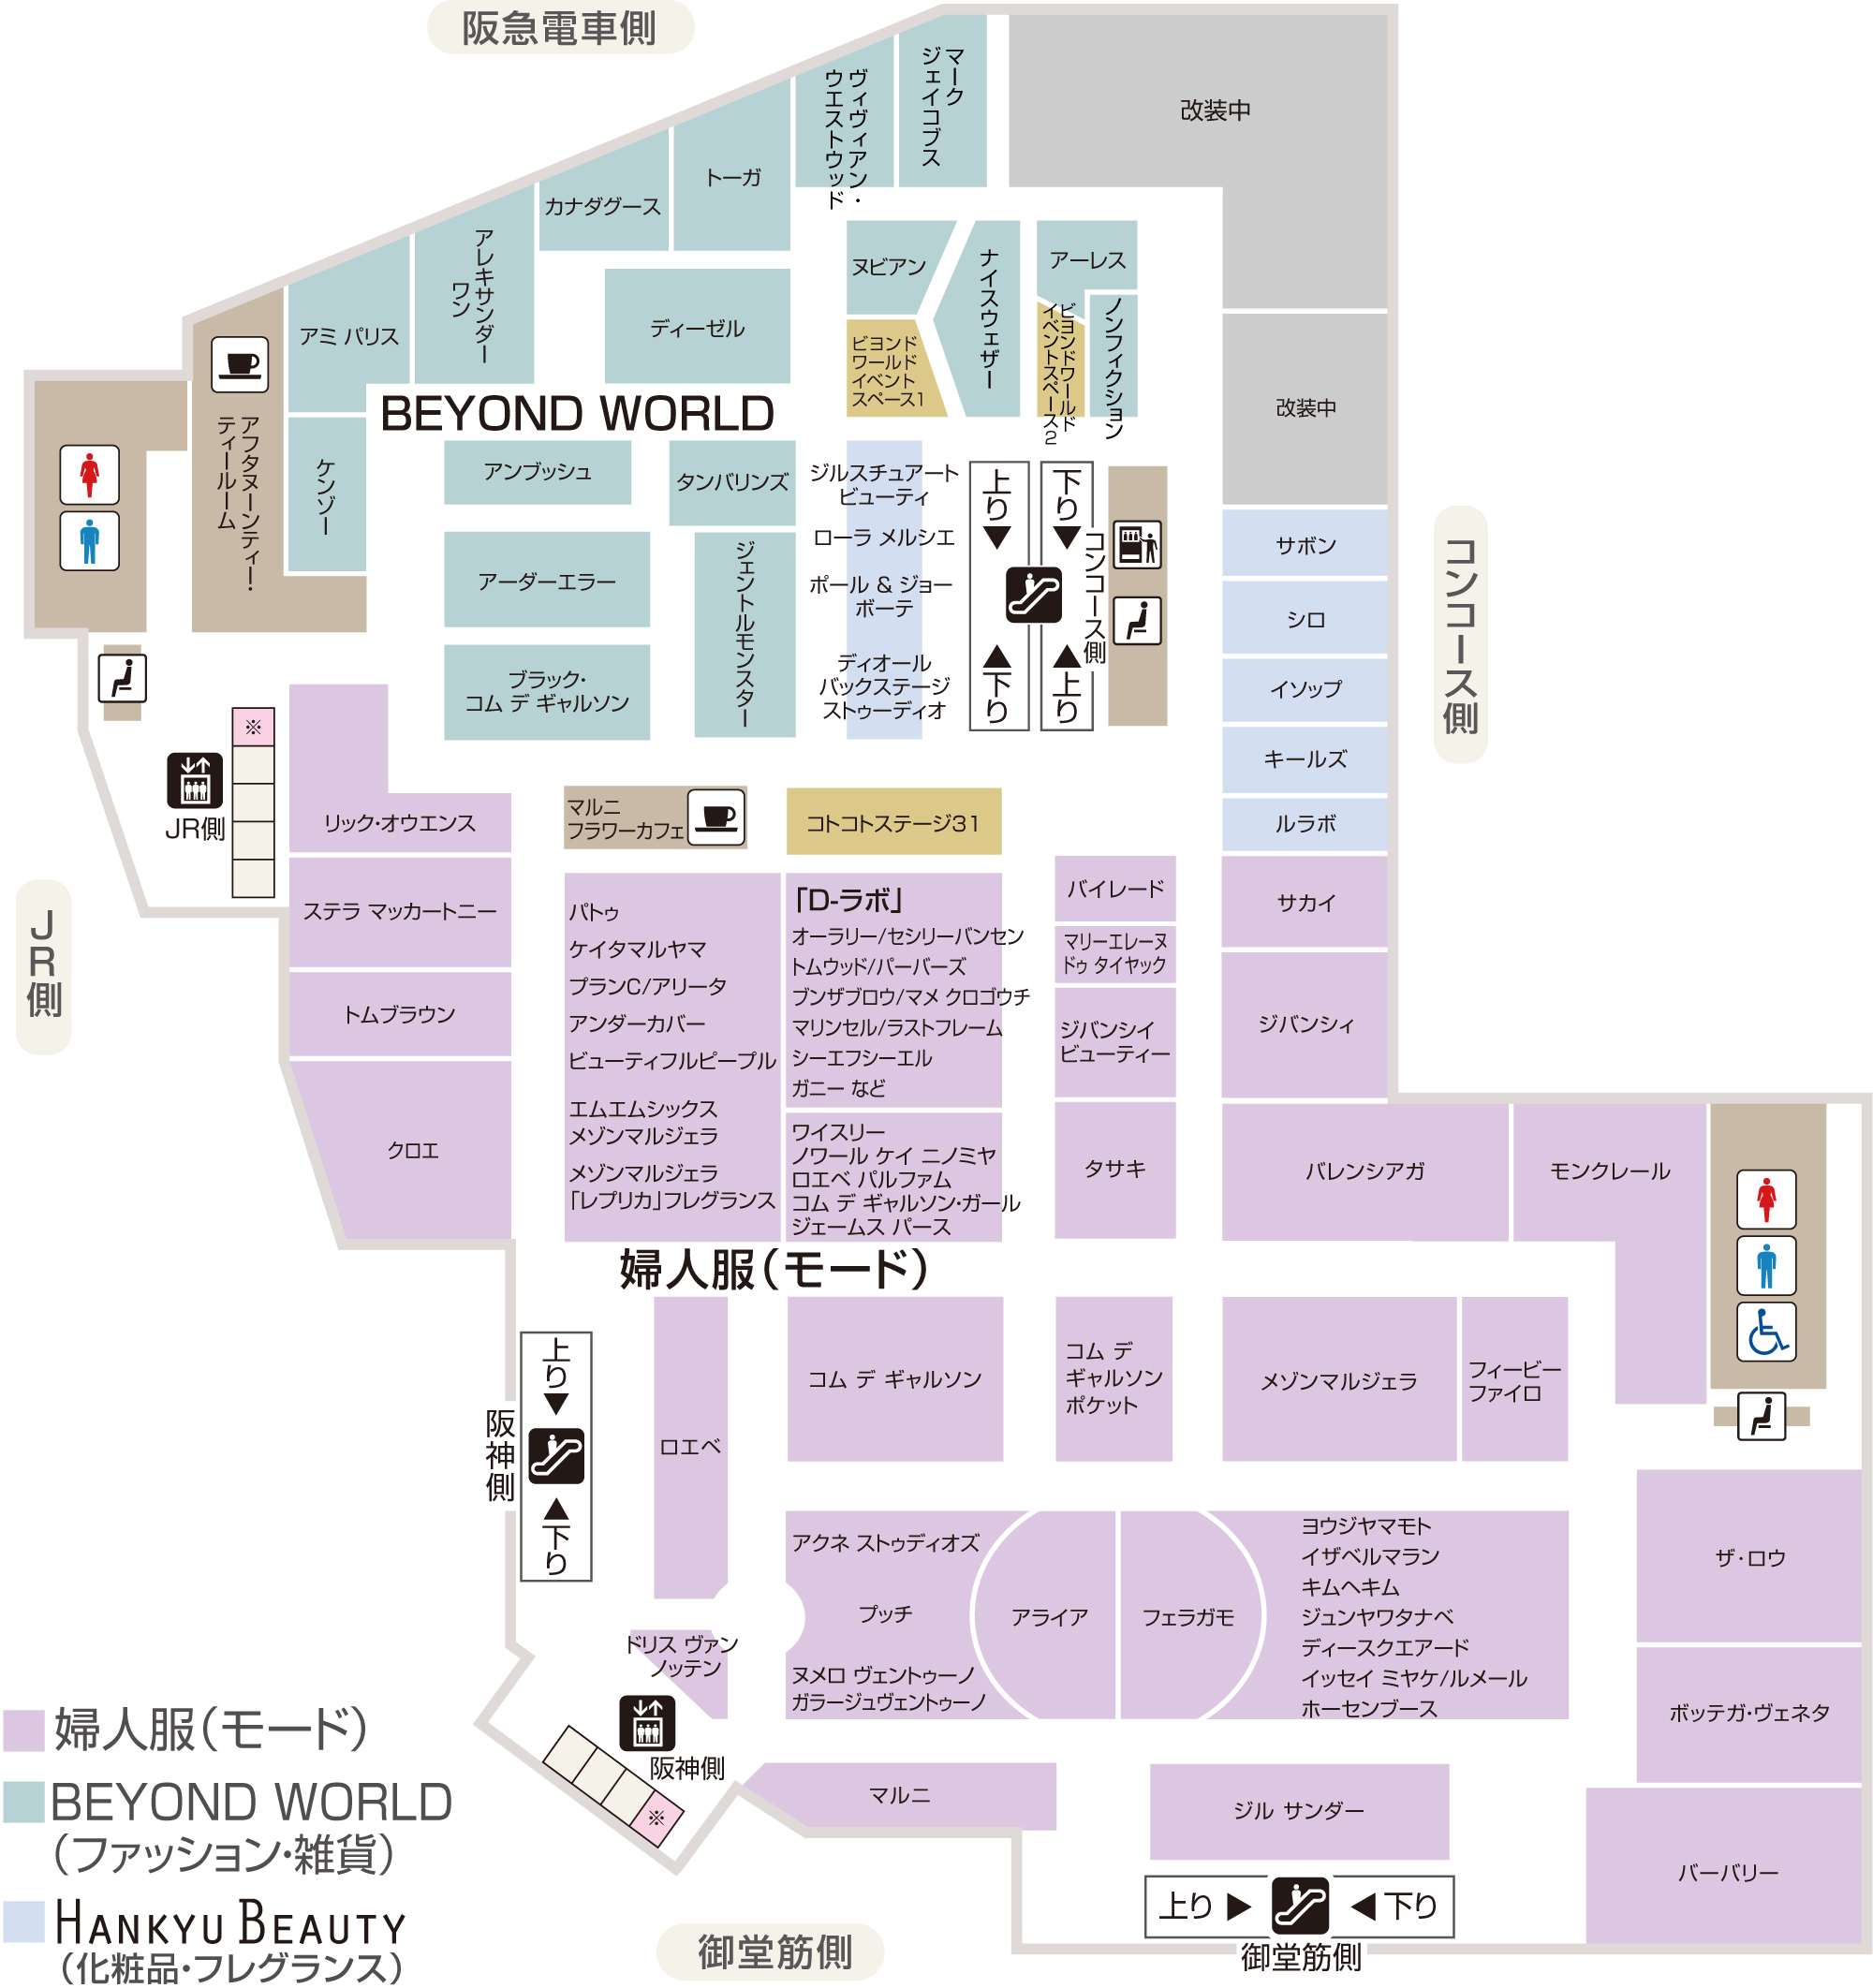 阪急電車側
改装中
マーク
ジェイコブス
ヴィヴィアン・
ウエストウッド
トーガ
カナダグース
アレキサンダー
ワン
アミ パリス
ヌビアン
ナイスウェザー
アーレス
ディーゼル
ビヨンド
ワールド
イベント
スペース1
ビヨンドワールド
イベントスペース2
ノンフィクション
改装中
アフタヌーンティー・
ティールーム
ケンゾー
BEYOND WORLD
アンブッシュ
タンバリンズ
ジルスチュアート
ビューティ
ローラ メルシエ
ポール & ジョー
ボーテ
ディオール
バックステージ
ストゥーディオ
上り
下り
下り
上り
コンコース側
コンコース側
アーダーエラー
ジェントルモンスター
ブラック・
コム デ ギャルソン
サボン
シロ
イソップ
キールズ
ルラボ
※
JR側
JR側
リック・オウエンス
ステラ マッカートニー
トムブラウン
クロエ
マルニ
フラワーカフェ
コトコトステージ31
パトゥ
ケイタマルヤマ
プランC/アリータ
アンダーカバー
ビューティフルピープル
エムエムシックス
メゾンマルジェラ
メゾンマルジェラ
「レプリカ」フレグランス
「D-ラボ」
オーラリー/セシリーバンセン
トムウッド/パーバーズ
ブンザブロウ/マメ クロゴウチ
マリンセル/ラストフレーム
シーエフシーエル
ガニー など
ワイスリー
ノワール ケイ ニノミヤ
ロエベ パルファム
コム デ ギャルソン・ガール
ジェームス パース
バイレード
マリーエレーヌ
ドゥ タイヤック
ジバンシイ
ビューティー
タサキ
サカイ
ジバンシィ
バレンシアガ
モンクレール
婦人服（モード）
上り
下り
阪神側
ロエベ
コム デ ギャルソン
コム デ
ギャルソン
ポケット
メゾンマルジェラ
フィービー
ファイロ
アクネ ストゥディオズ
プッチ
ヌメロ ヴェントゥーノ
ガラージュヴェントゥーノ
アライア
フェラガモ
ヨウジヤマモト
イザベルマラン
キムヘキム
ジュンヤワタナベ
ディースクエアード
イッセイ ミヤケ/ルメール
ホーセンブース
ザ・ロウ
ボッテガ・ヴェネタ
バーバリー
ドリス ヴァン
ノッテン
阪神側
※
マルニ
ジル サンダー
上り
下り
御堂筋側
御堂筋側
婦人服（モード）
BEYOND WORLD
（ファッション・雑貨）
HANKYU BEAUTY
（化粧品・フレグランス）